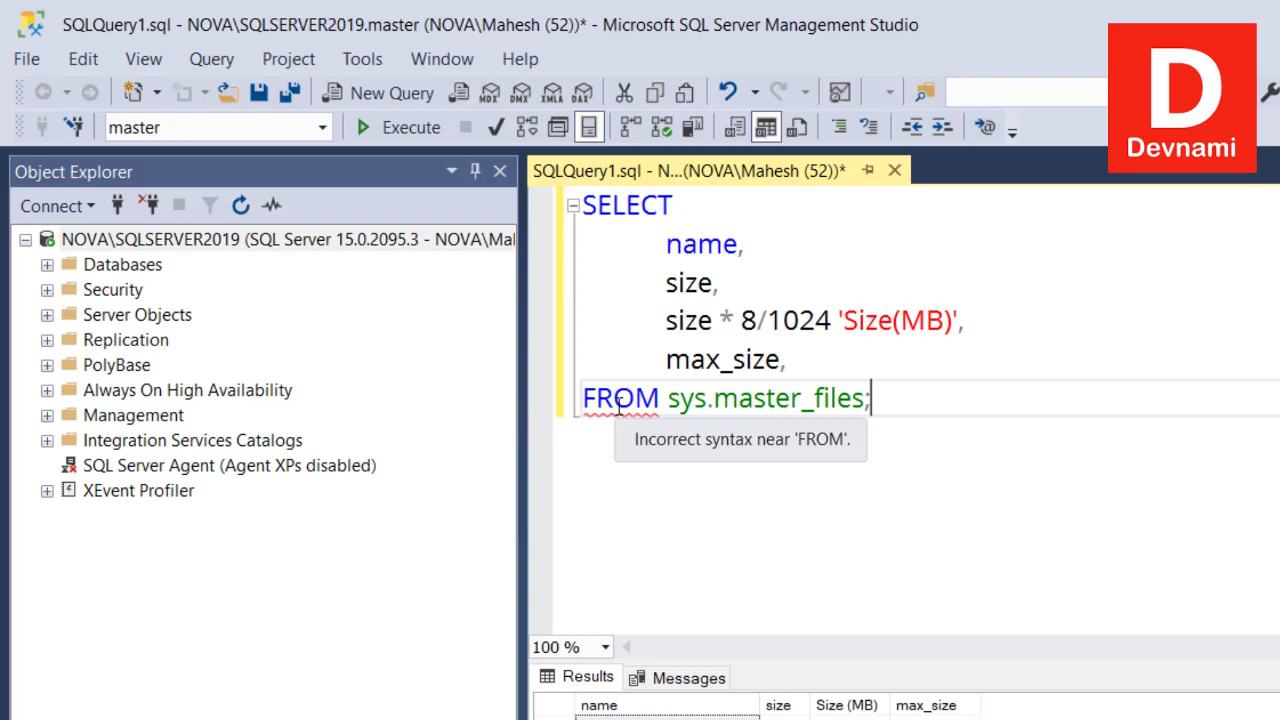 SQLQuery1.sql - NOVA\SQLSERVER2019.master (NOVA\Mahesh (52))* - Microsoft SQL Server Management Studio
File Edit View Query Project Tools Window Help
D
Devnami
New Query MDX DMX XMLA DAX
master Execute
Object Explorer
Connect
NOVA\SQLSERVER2019 (SQL Server 15.0.2095.3 - NOVA\Mal
Databases
Security
Server Objects
Replication
PolyBase
Always On High Availability
Management
Integration Services Catalogs
SQL Server Agent (Agent XPs disabled)
XEvent Profiler
SQLQuery1.sql - N...(NOVA\Mahesh (52))*
SELECT
name,
size,
size * 8/1024 'Size(MB)',
max_size,
FROM sys.master_files;
Incorrect syntax near 'FROM'.
100 %
Results Messages
name size Size (MB) max_size